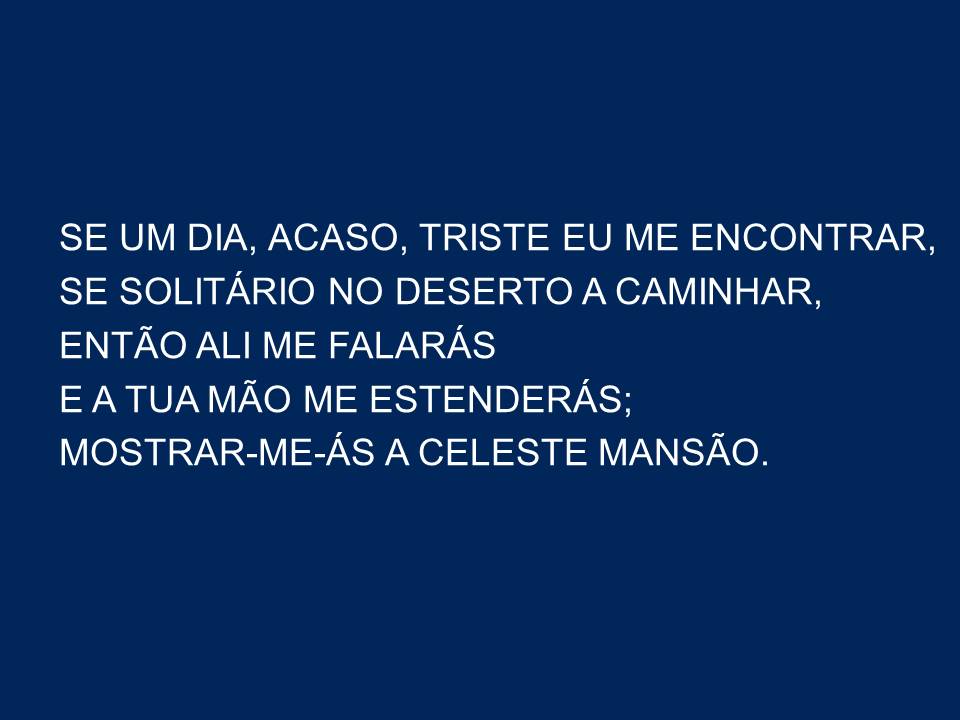 SE UM DIA, ACASO, TRISTE EU ME ENCONTRAR,
SE SOLITÁRIO NO DESERTO A CAMINHAR,
ENTÃO ALI ME FALARÁS
E A TUA MÃO ME ESTENDERÁS;
MOSTRAR-ME-ÁS A CELESTE MANSÃO.